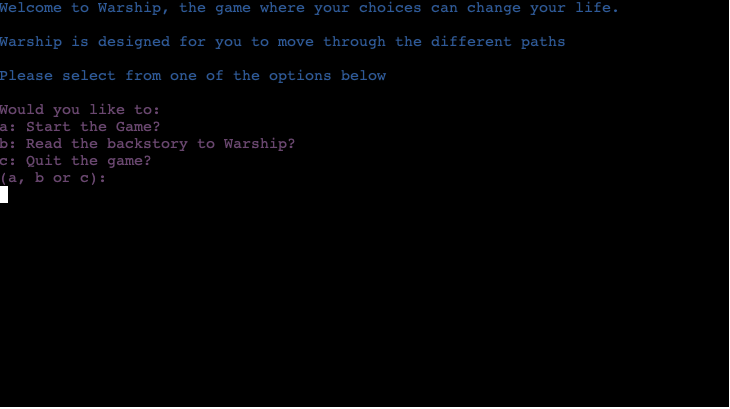 Welcome to Warship, the game where your choices can change your life.
Warship is designed for you to move through the different paths
Please select from one of the options below
Would you like to:
a: Start the Game?
b: Read the backstory to Warship?
c: Quit the game?
(a, b or c):